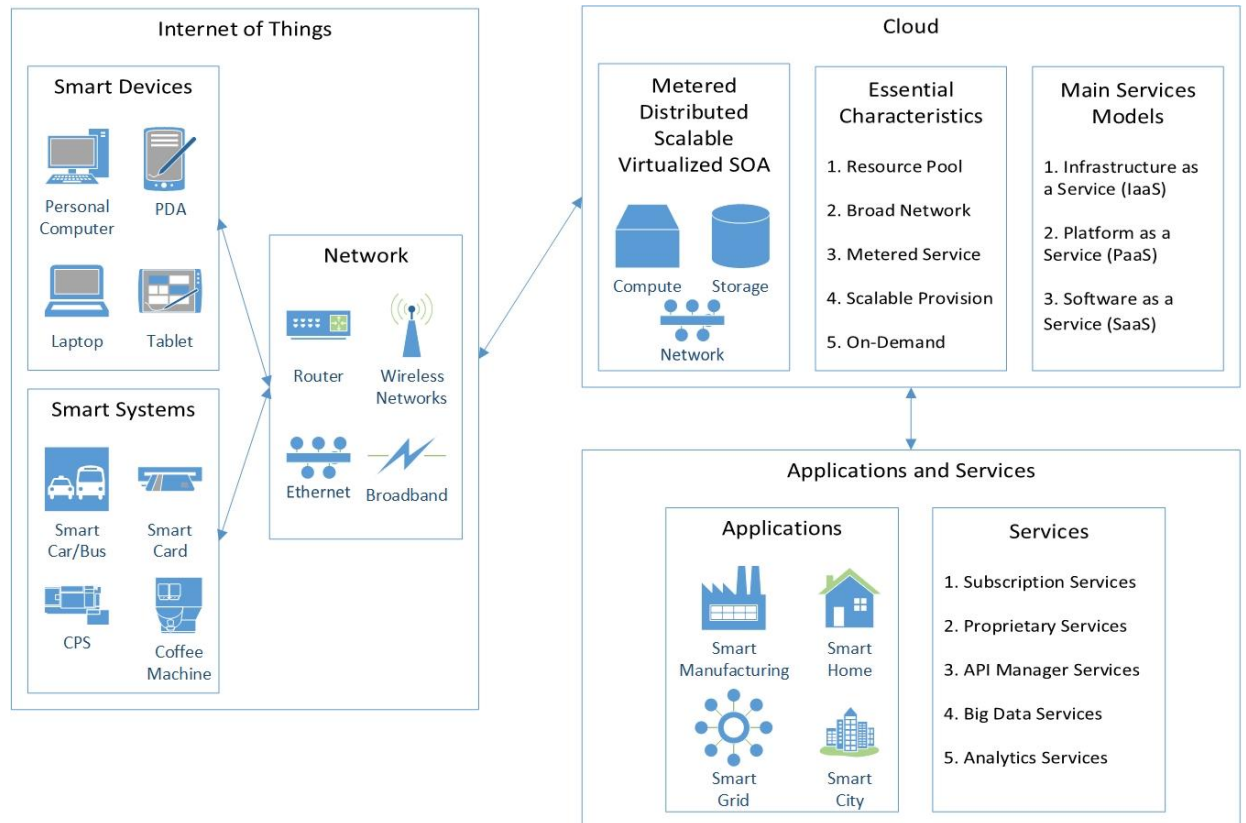 Internet of Things
Smart Devices
Personal
Computer
PDA
Laptop
Tablet
Smart Systems
Smart
Car/Bus
Smart
Card
CPS
Coffee
Machine
Network
Router
Wireless
Networks
Ethernet
Broadband
Cloud
Metered
Distributed
Scalable
Virtualized SOA
Compute
Storage
Network
Essential
Characteristics
1. Resource Pool
2. Broad Network
3. Metered Service
4. Scalable Provision
5. On-Demand
Main Services
Models
1. Infrastructure as
a Service (IaaS)
2. Platform as a
Service (PaaS)
3. Software as a
Service (SaaS)
Applications and Services
Applications
Smart
Manufacturing
Smart
Home
Smart
Grid
Smart
City
Services
1. Subscription Services
2. Proprietary Services
3. API Manager Services
4. Big Data Services
5. Analytics Services